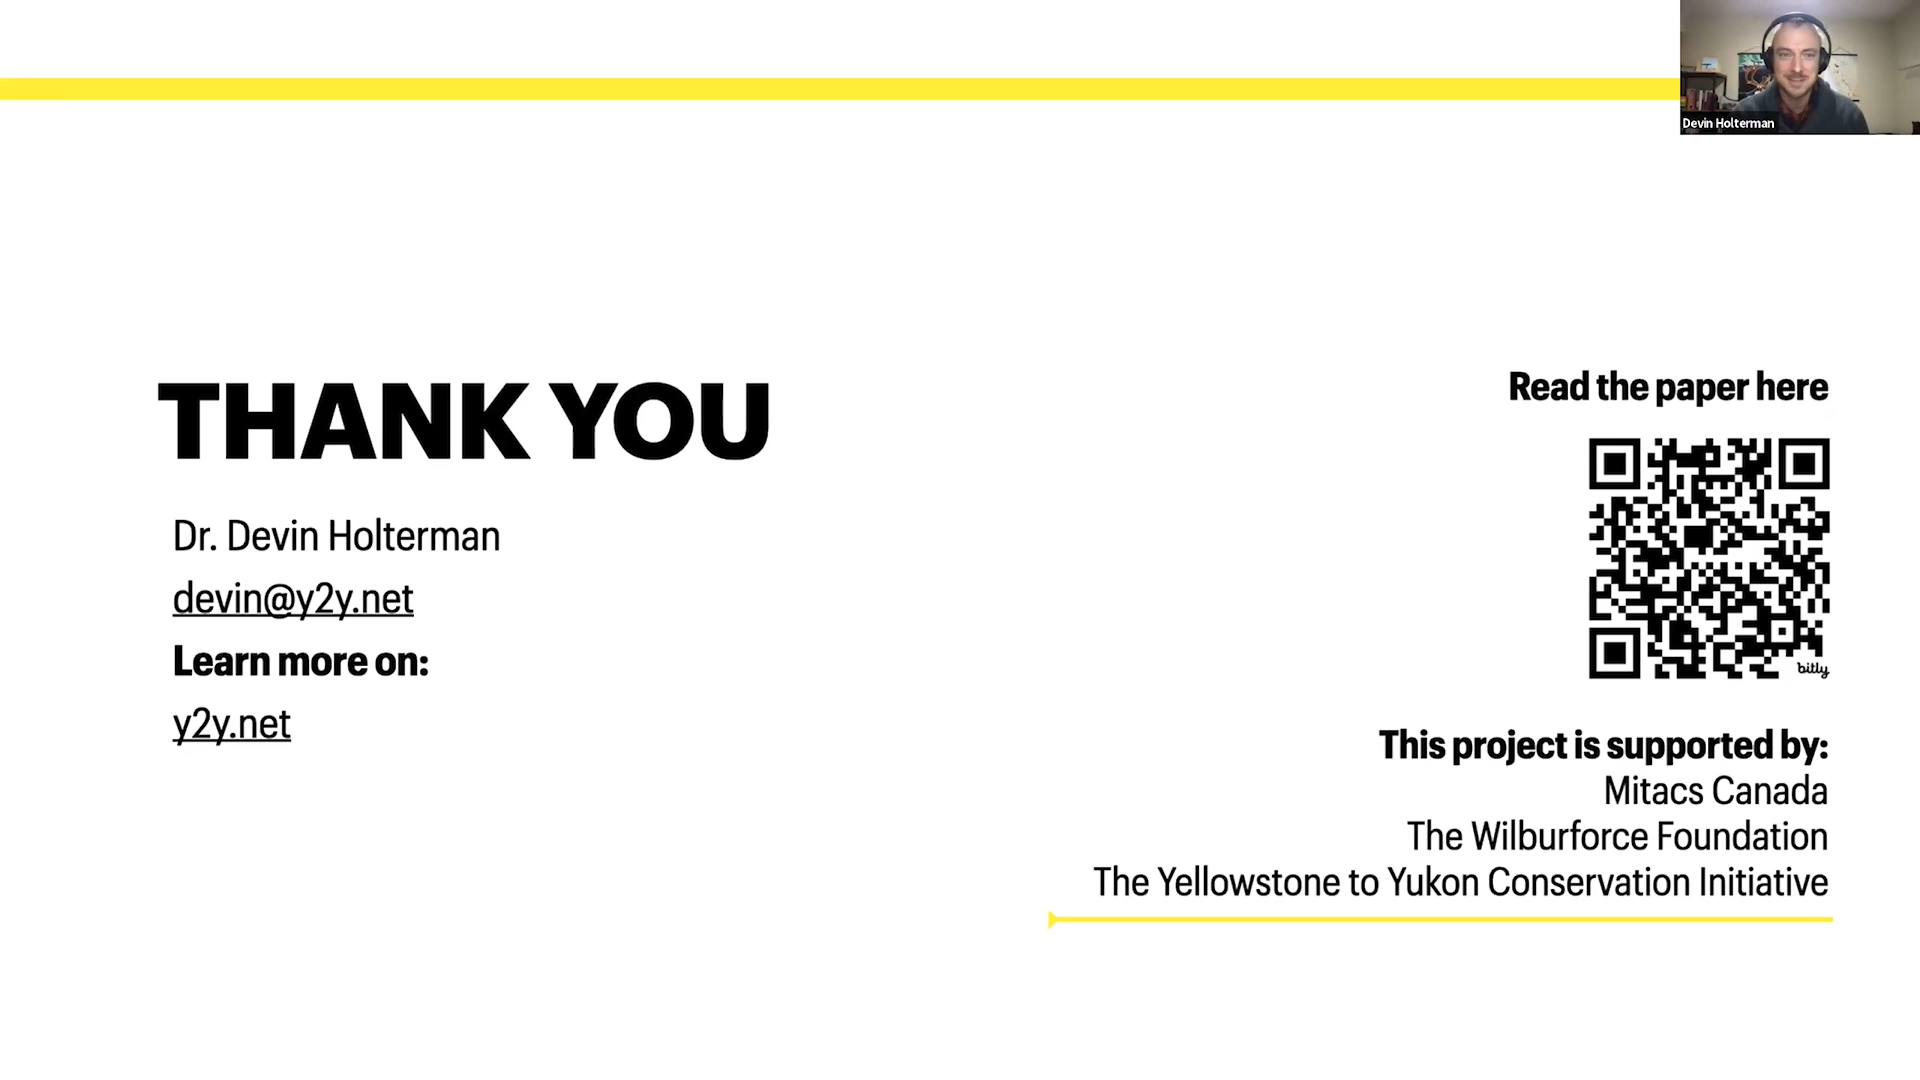 Devin Holterman
THANK YOU
Dr. Devin Holterman
devin@y2y.net
Learn more on:
y2y.net
Read the paper here
bitly
This project is supported by:
Mitacs Canada
The Wilburforce Foundation
The Yellowstone to Yukon Conservation Initiative